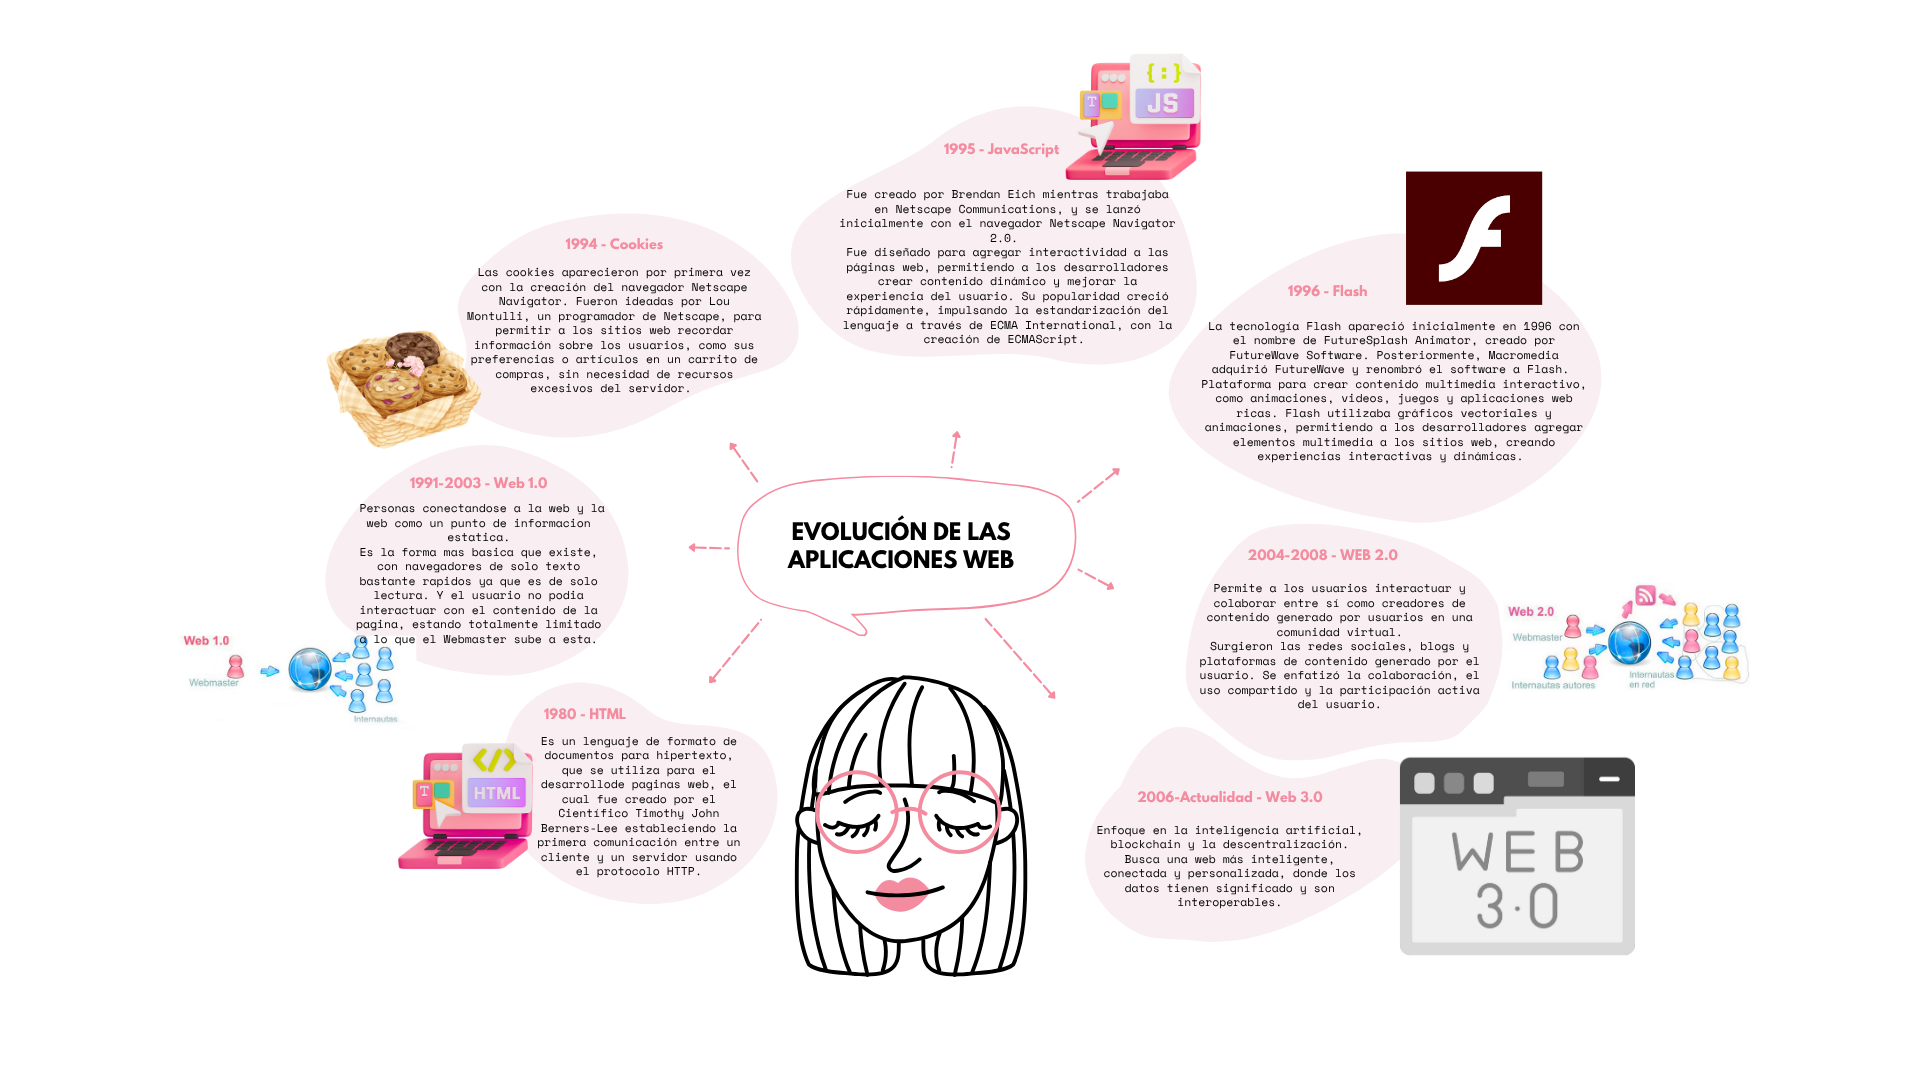 EVOLUCIÓN DE LAS
APLICACIONES WEB
1980 - HTML
Es un lenguaje de formato de
documentos para hipertexto,
que se utiliza para el
desarrollode paginas web, el
cual fue creado por el
Científico Timothy John
Berners-Lee estableciendo la
primera comunicación entre un
cliente y un servidor usando
el protocolo HTTP.
</>
T
HTML
1991-2003 - Web 1.0
Personas conectandose a la web y la
web como un punto de informacion
estatica.
Es la forma mas basica que existe,
con navegadores de solo texto
bastante rapidos ya que es de solo
lectura. Y el usuario no podia
interactuar con el contenido de la
pagina, estando totalmente limitado
a lo que el Webmaster sube a esta.
Web 1.0
Webmaster
Internautas
1994 - Cookies
Las cookies aparecieron por primera vez
con la creación del navegador Netscape
Navigator. Fueron ideadas por Lou
Montulli, un programador de Netscape, para
permitir a los sitios web recordar
información sobre los usuarios, como sus
preferencias o artículos en un carrito de
compras, sin necesidad de recursos
excesivos del servidor.
1995 - JavaScript
Fue creado por Brendan Eich mientras trabajaba
en Netscape Communications, y se lanzó
inicialmente con el navegador Netscape Navigator
2.0.
Fue diseñado para agregar interactividad a las
páginas web, permitiendo a los desarrolladores
crear contenido dinámico y mejorar la
experiencia del usuario. Su popularidad creció
rápidamente, impulsando la estandarización del
lenguaje a través de ECMA International, con la
creación de ECMAScript.
{:}
T
JS
1996 - Flash
La tecnología Flash apareció inicialmente en 1996 con
el nombre de FutureSplash Animator, creado por
FutureWave Software. Posteriormente, Macromedia
adquirió FutureWave y renombró el software a Flash.
Plataforma para crear contenido multimedia interactivo,
como animaciones, videos, juegos y aplicaciones web
ricas. Flash utilizaba gráficos vectoriales y
animaciones, permitiendo a los desarrolladores agregar
elementos multimedia a los sitios web, creando
experiencias interactivas y dinámicas.
2004-2008 - WEB 2.0
Permite a los usuarios interactuar y
colaborar entre sí como creadores de
contenido generado por usuarios en una
comunidad virtual.
Surgieron las redes sociales, blogs y
plataformas de contenido generado por el
usuario. Se enfatizó la colaboración, el
uso compartido y la participación activa
del usuario.
Web 2.0
Webmaster
Internautas autores
Internautas
en red
2006-Actualidad - Web 3.0
Enfoque en la inteligencia artificial,
blockchain y la descentralización.
Busca una web más inteligente,
conectada y personalizada, donde los
datos tienen significado y son
interoperables.
WEB
3.0